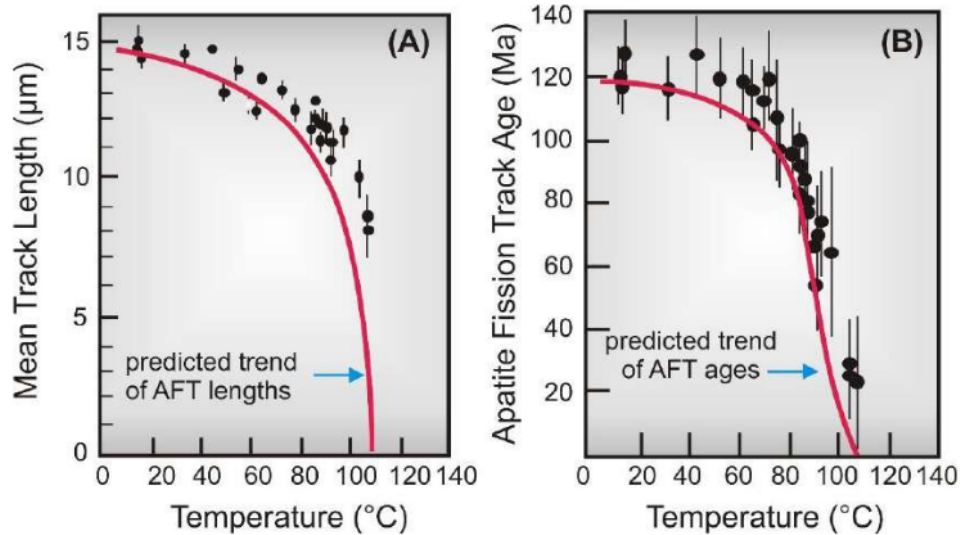 (A)
Mean Track Length (μm)
15
10
5
0
predicted trend
of AFT lengths
0 20 40 60 80 100 120 140
Temperature (°C)
(B)
Apatite Fission Track Age (Ma)
140
120
100
80
60
40
20
predicted trend
of AFT ages
0 20 40 60 80 100 120 140
Temperature (°C)